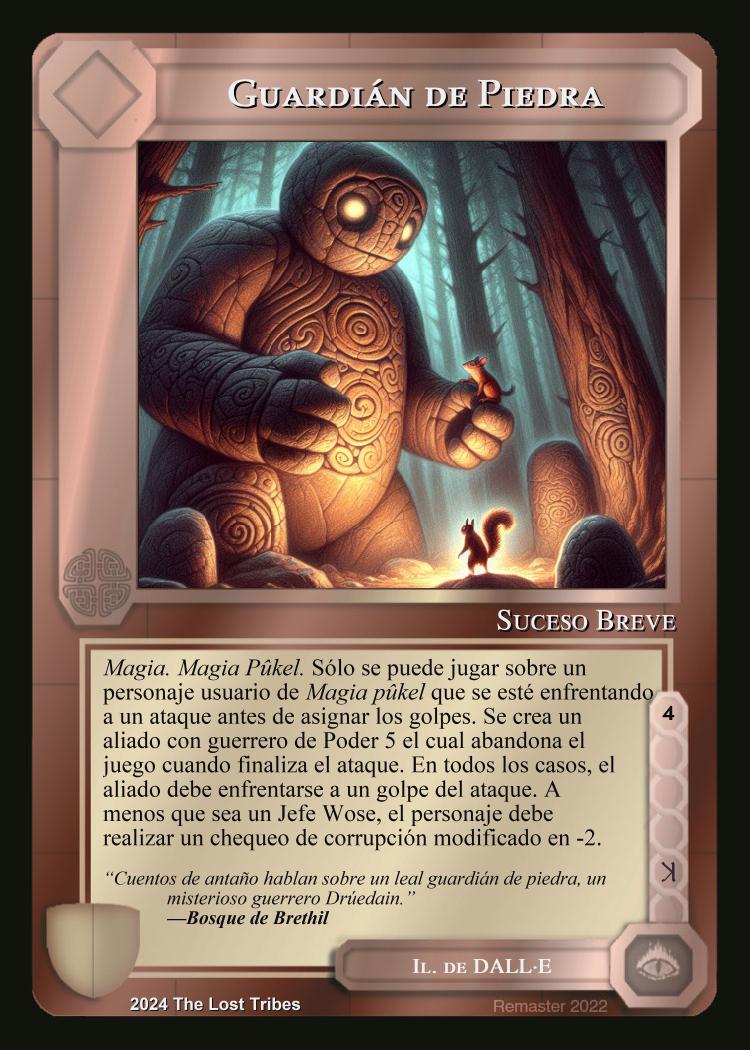 Guardián de Piedra
Suceso Breve
Magia. Magia Pûkel. Sólo se puede jugar sobre un
personaje usuario de Magia pûkel que se esté enfrentando
a un ataque antes de asignar los golpes. Se crea un
aliado con guerrero de Poder 5 el cual abandona el
juego cuando finaliza el ataque. En todos los casos, el
aliado debe enfrentarse a un golpe del ataque. A
menos que sea un Jefe Wose, el personaje debe
realizar un chequeo de corrupción modificado en -2.
4
“Cuentos de antaño hablan sobre un leal guardián de piedra, un
misterioso guerrero Drúedain.”
—Bosque de Brethil
Il. de DALL·E
2024 The Lost Tribes
Remaster 2022